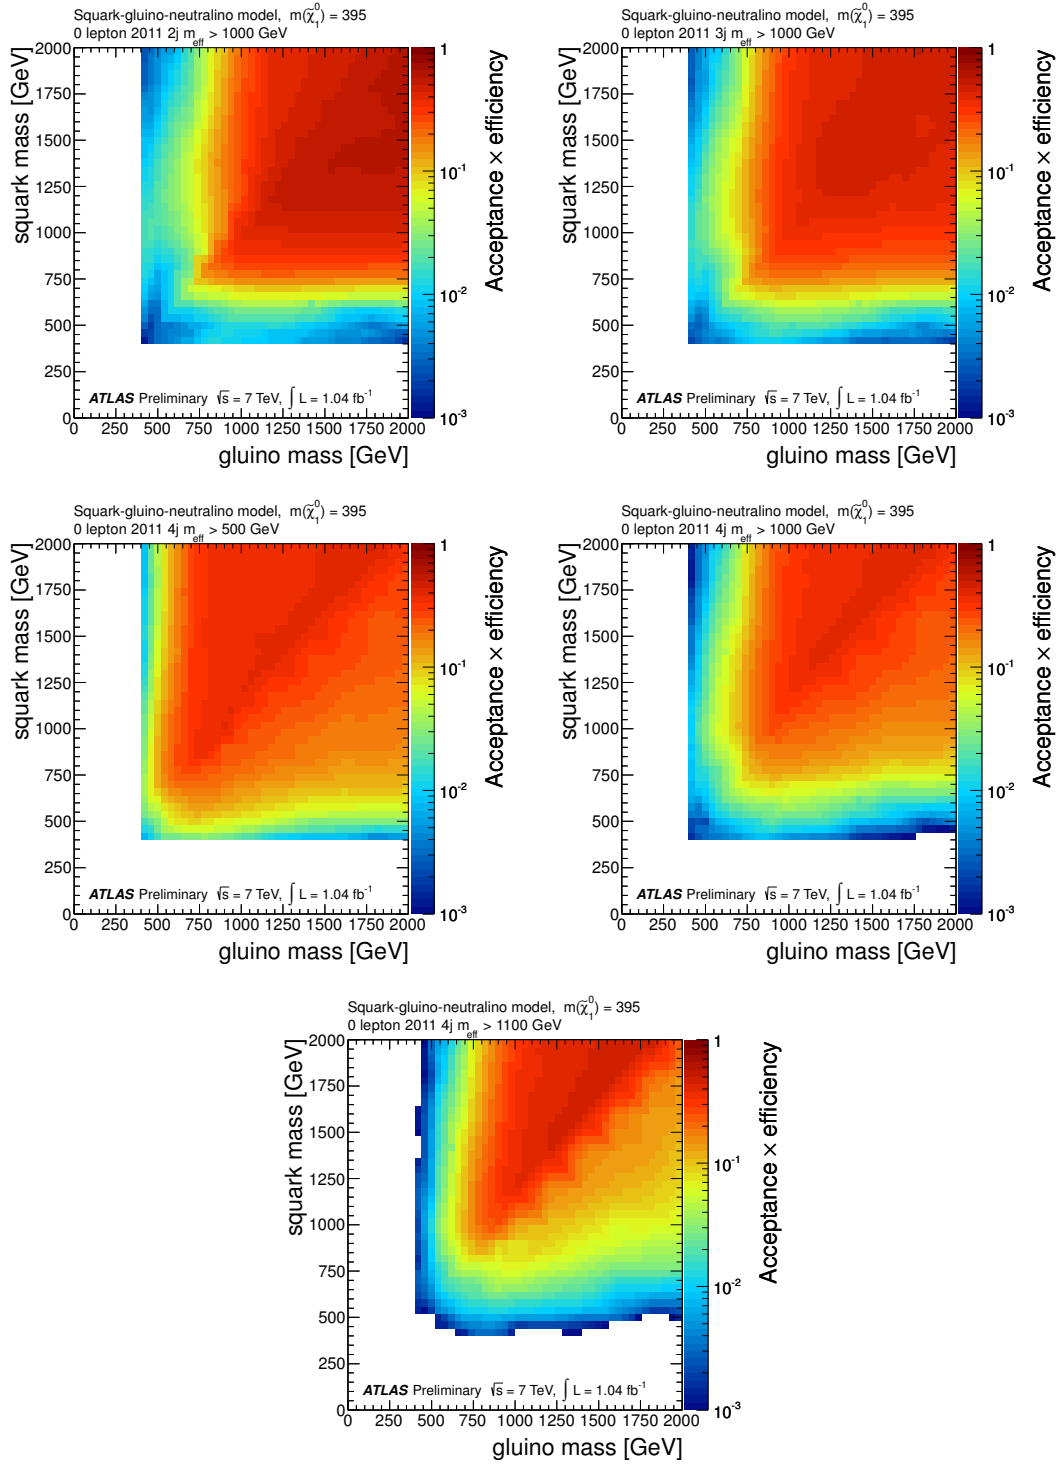 Squark-gluino-neutralino model, m(χ̃₁⁰) = 395
0 lepton 2011 2j m_eff > 1000 GeV
squark mass [GeV]
2000
1750
1500
1250
1000
750
500
250
0
ATLAS Preliminary √s = 7 TeV, ∫ L = 1.04 fb⁻¹
0 250 500 750 1000 1250 1500 1750 2000
gluino mass [GeV]
1
10⁻¹
10⁻²
10⁻³
Acceptance × efficiency
Squark-gluino-neutralino model, m(χ̃₁⁰) = 395
0 lepton 2011 3j m_eff > 1000 GeV
squark mass [GeV]
2000
1750
1500
1250
1000
750
500
250
0
ATLAS Preliminary √s = 7 TeV, ∫ L = 1.04 fb⁻¹
0 250 500 750 1000 1250 1500 1750 2000
gluino mass [GeV]
1
10⁻¹
10⁻²
10⁻³
Acceptance × efficiency
Squark-gluino-neutralino model, m(χ̃₁⁰) = 395
0 lepton 2011 4j m_eff > 500 GeV
squark mass [GeV]
2000
1750
1500
1250
1000
750
500
250
0
ATLAS Preliminary √s = 7 TeV, ∫ L = 1.04 fb⁻¹
0 250 500 750 1000 1250 1500 1750 2000
gluino mass [GeV]
1
10⁻¹
10⁻²
10⁻³
Acceptance × efficiency
Squark-gluino-neutralino model, m(χ̃₁⁰) = 395
0 lepton 2011 4j m_eff > 1000 GeV
squark mass [GeV]
2000
1750
1500
1250
1000
750
500
250
0
ATLAS Preliminary √s = 7 TeV, ∫ L = 1.04 fb⁻¹
0 250 500 750 1000 1250 1500 1750 2000
gluino mass [GeV]
1
10⁻¹
10⁻²
10⁻³
Acceptance × efficiency
Squark-gluino-neutralino model, m(χ̃₁⁰) = 395
0 lepton 2011 4j m_eff > 1100 GeV
squark mass [GeV]
2000
1750
1500
1250
1000
750
500
250
0
ATLAS Preliminary √s = 7 TeV, ∫ L = 1.04 fb⁻¹
0 250 500 750 1000 1250 1500 1750 2000
gluino mass [GeV]
1
10⁻¹
10⁻²
10⁻³
Acceptance × efficiency